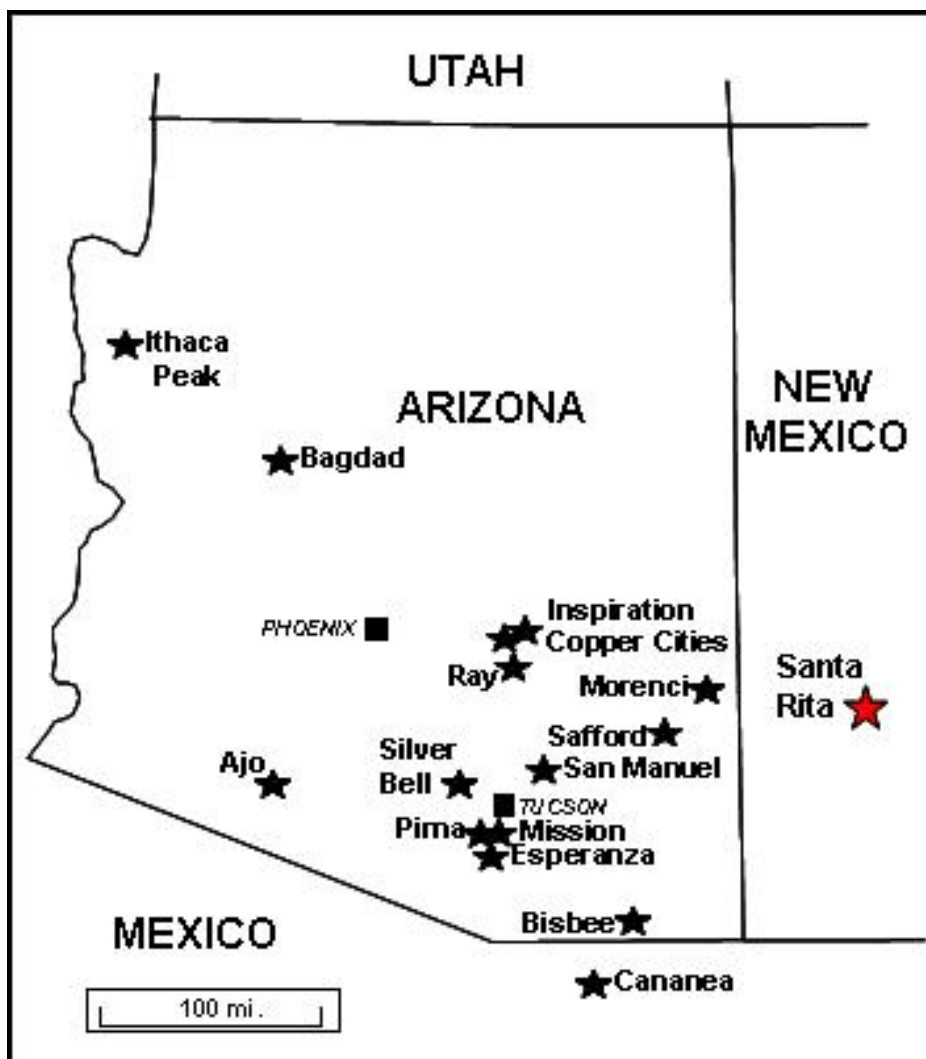 UTAH
Ithaca
Peak
ARIZONA
NEW
MEXICO
Bagdad
PHOENIX
Inspiration
Copper Cities
Ray
Morenci
Santa
Rita
Safford
Silver
Bell
Ajo
San Manuel
TUCSON
Pima
Mission
Esperanza
Bisbee
MEXICO
Cananea
100 mi.